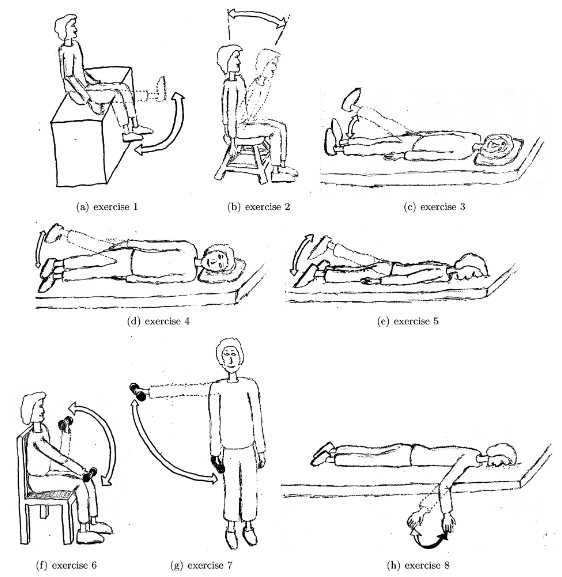 (a) exercise 1
(b) exercise 2
(c) exercise 3
(d) exercise 4
(e) exercise 5
(f) exercise 6
(g) exercise 7
(h) exercise 8